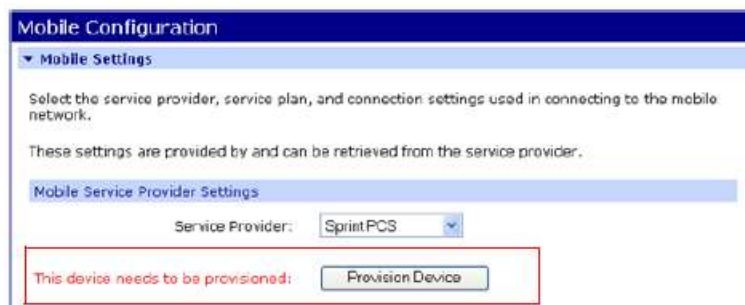 Mobile Configuration
Mobile Settings
Select the service provider, service plan, and connection settings used in connecting to the mobile
network.
These settings are provided by and can be retrieved from the service provider.
Mobile Service Provider Settings
Service Provider: Sprint PCS
This device needs to be provisioned: Provision Device